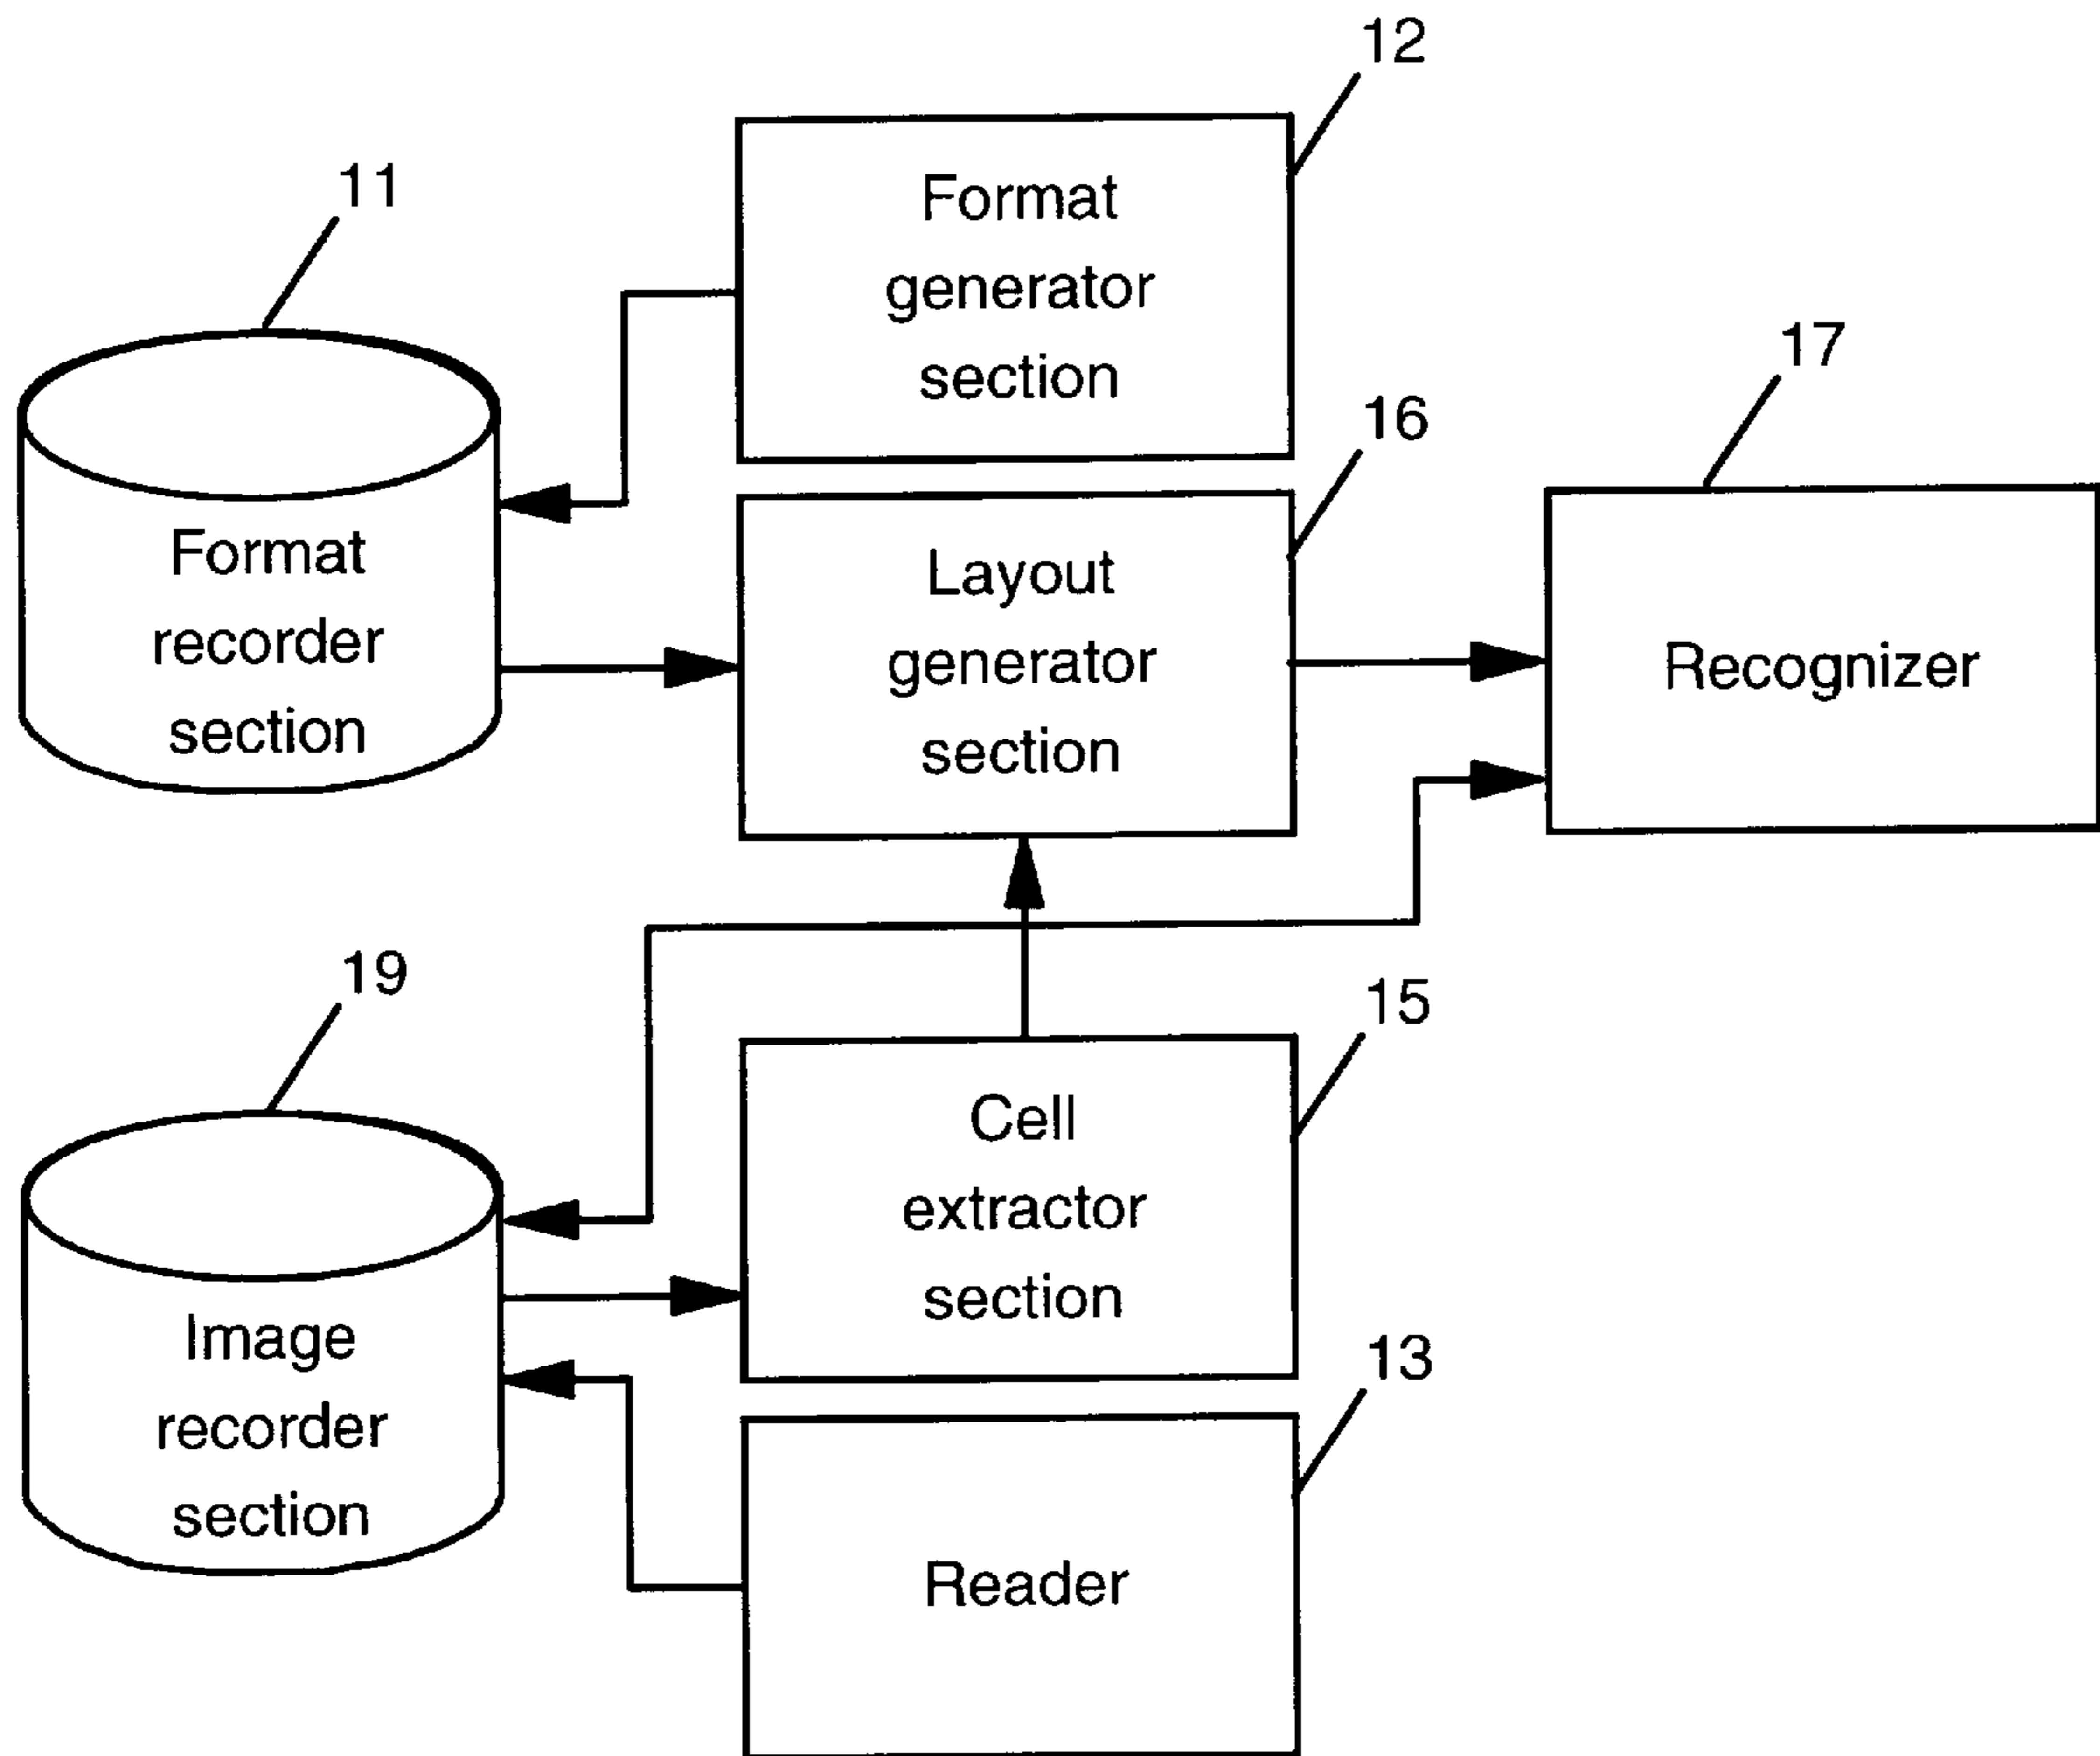 12
Format
generator
section
11
Format
recorder
section
16
Layout
generator
section
17
Recognizer
19
Image
recorder
section
15
Cell
extractor
section
13
Reader